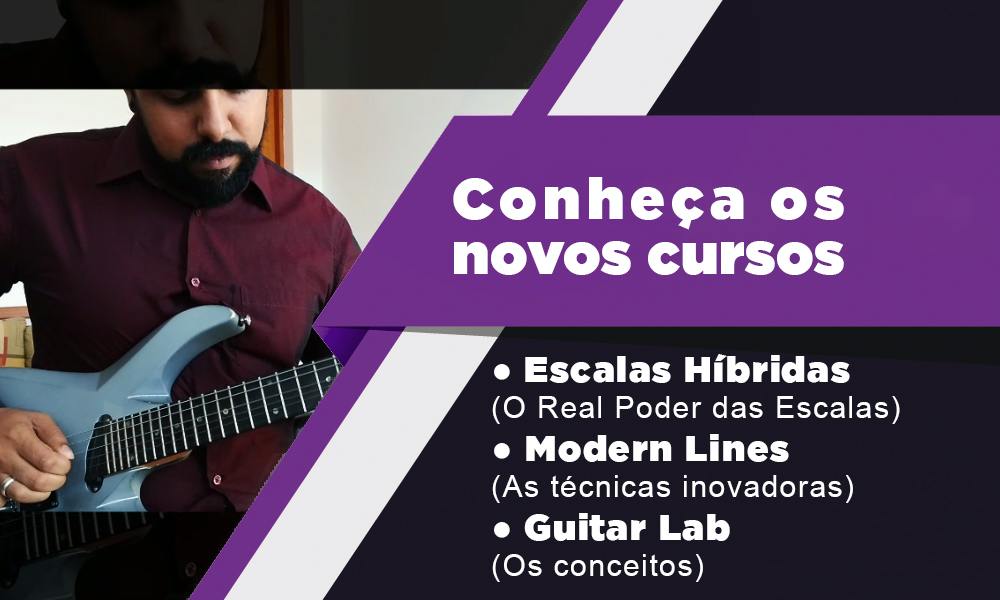 Conheça os
novos cursos
● Escalas Híbridas
(O Real Poder das Escalas)
● Modern Lines
(As técnicas inovadoras)
● Guitar Lab
(Os conceitos)